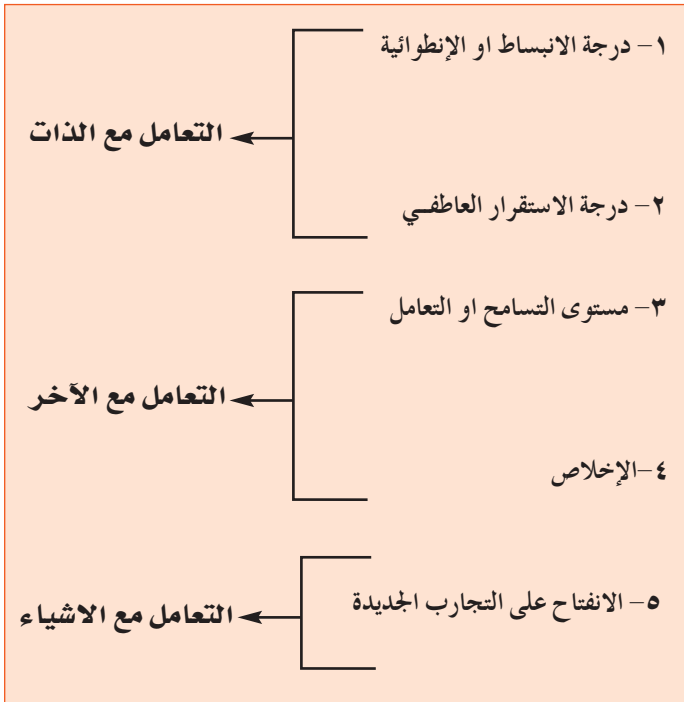 ١- درجة الانبساط او الإنطوائية
التعامل مع الذات
٢- درجة الاستقرار العاطفــي
٣- مستوى التسامح او التعامل
التعامل مع الآخر
٤-الإخلاص
٥- الانفتاح على التجارب الجديدة
التعامل مع الاشياء